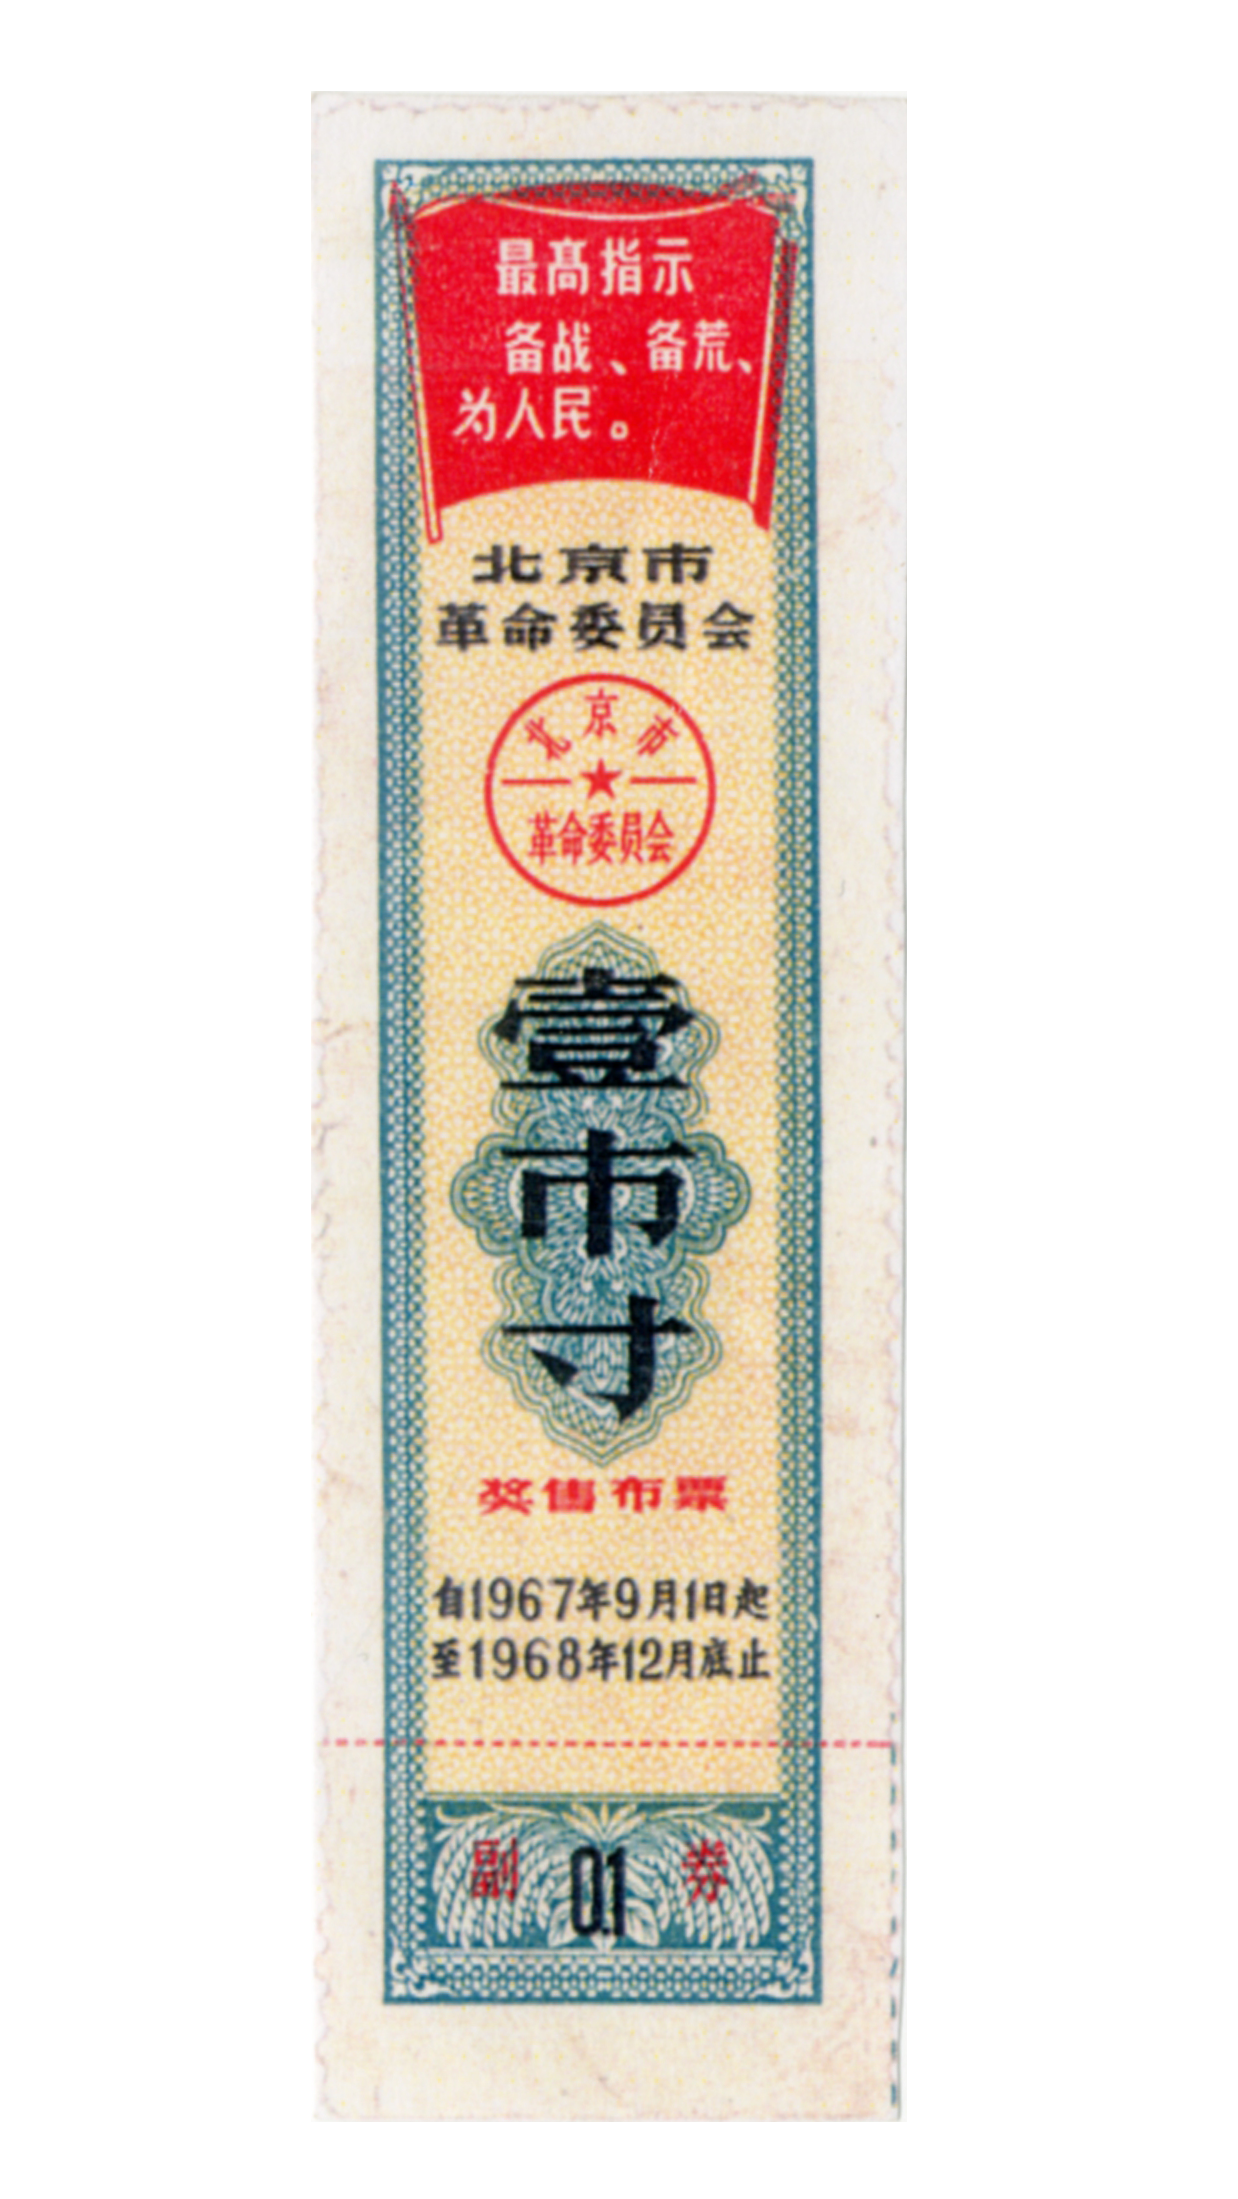 最高指示
备战、备荒、
为人民。
北京市
革命委员会
北京市
革命委员会
壹
市
寸
奖售布票
自1967年9月1日起
至1968年12月底止
副 0.1 券